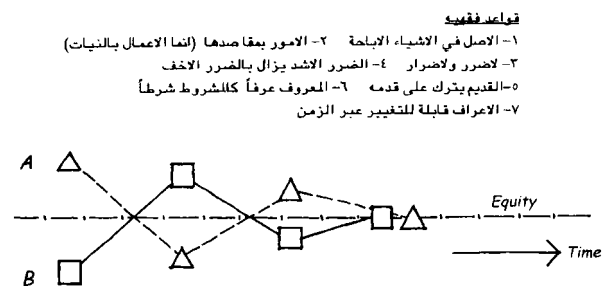 قواعد فقهيه
١- الاصل في الاشياء الاباحة ٢- الامور بمقاصدها (انما الاعمال بالنيات)
٣- لاضرر ولاضرار ٤- الضرر الاشد يزال بالضرر الاخف
٥- القديم يترك على قدمه ٦- المعروف عرفاً كالمشروط شرطاً
٧- الاعراف قابلة للتغيير عبر الزمن
A
Equity
Time
B